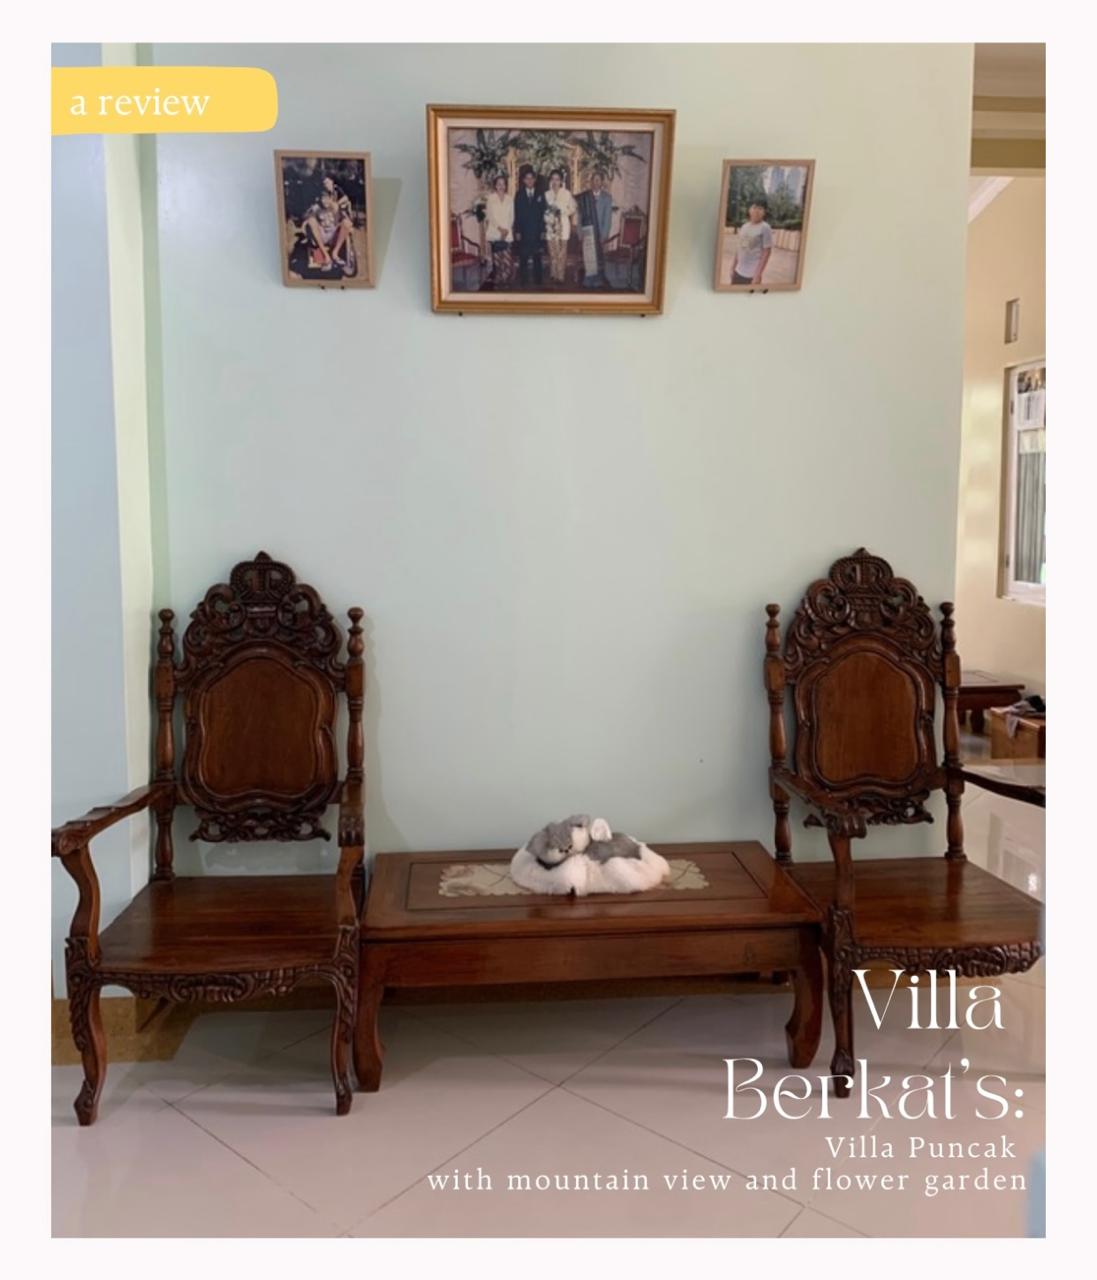 a review
Villa
Berkat's:
Villa Puncak
with mountain view and flower garden